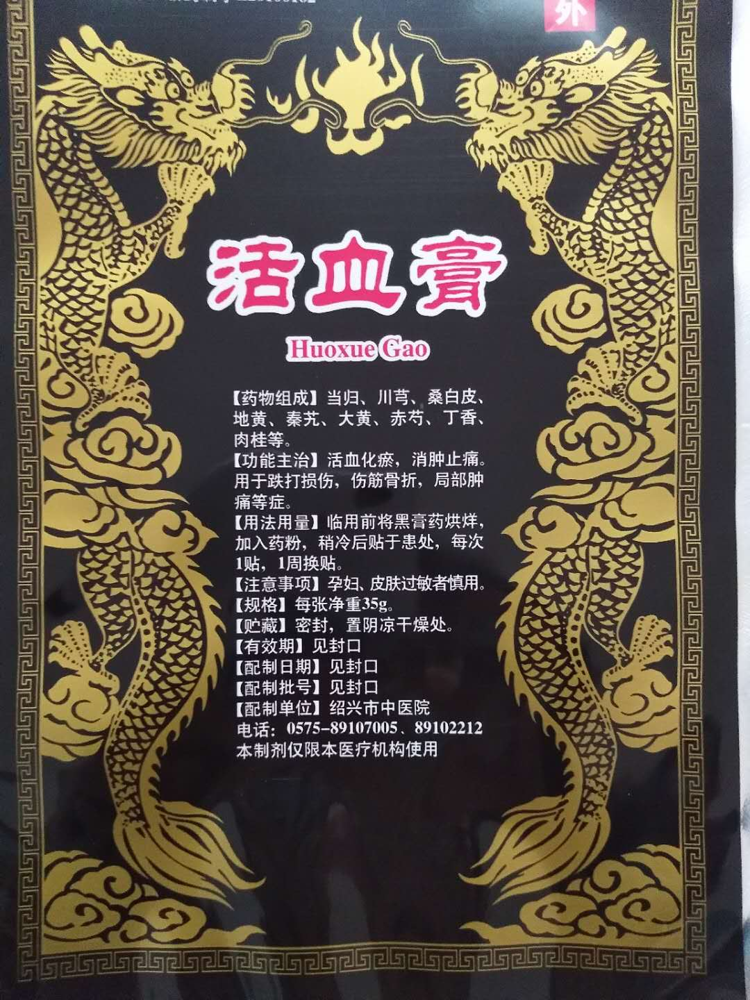 外
活血膏
Huoxue Gao
【药物组成】当归、川芎、桑白皮、
地黄、秦艽、大黄、赤芍、丁香、
肉桂等。
【功能主治】活血化瘀，消肿止痛。
用于跌打损伤，伤筋骨折，局部肿
痛等症。
【用法用量】临用前将黑膏药烘烊，
加入药粉，稍冷后贴于患处，每次
1贴，1周换贴。
【注意事项】孕妇、皮肤过敏者慎用。
【规格】每张净重35g。
【贮藏】密封，置阴凉干燥处。
【有效期】见封口
【配制日期】见封口
【配制批号】见封口
【配制单位】绍兴市中医院
电话：0575-89107005、89102212
本制剂仅限本医疗机构使用